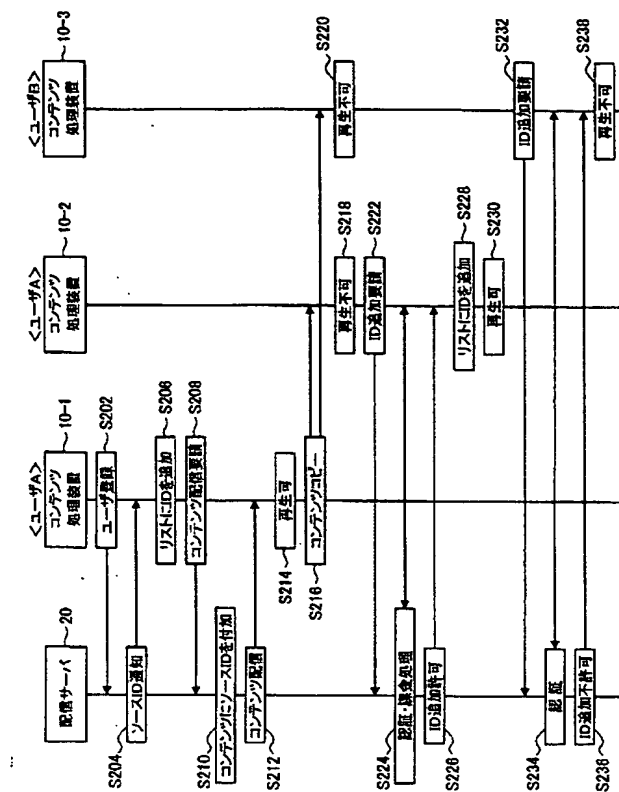 配信サーバ
20
<ユーザA>
コンテンツ
処理装置
10-1
<ユーザA>
コンテンツ
処理装置
10-2
<ユーザB>
コンテンツ
処理装置
10-3
ユーザ登録
S202
ソースID通知
S204
リストにIDを追加
S206
コンテンツ配信要請
S208
コンテンツにソースIDを付加
S210
コンテンツ配信
S212
再生可
S214
コンテンツコピー
S216
再生不可
S218
再生不可
S220
ID追加要請
S222
認証・課金処理
S224
ID追加許可
S226
リストにIDを追加
S228
再生可
S230
ID追加要請
S232
認証
S234
ID追加不許可
S236
再生不可
S238